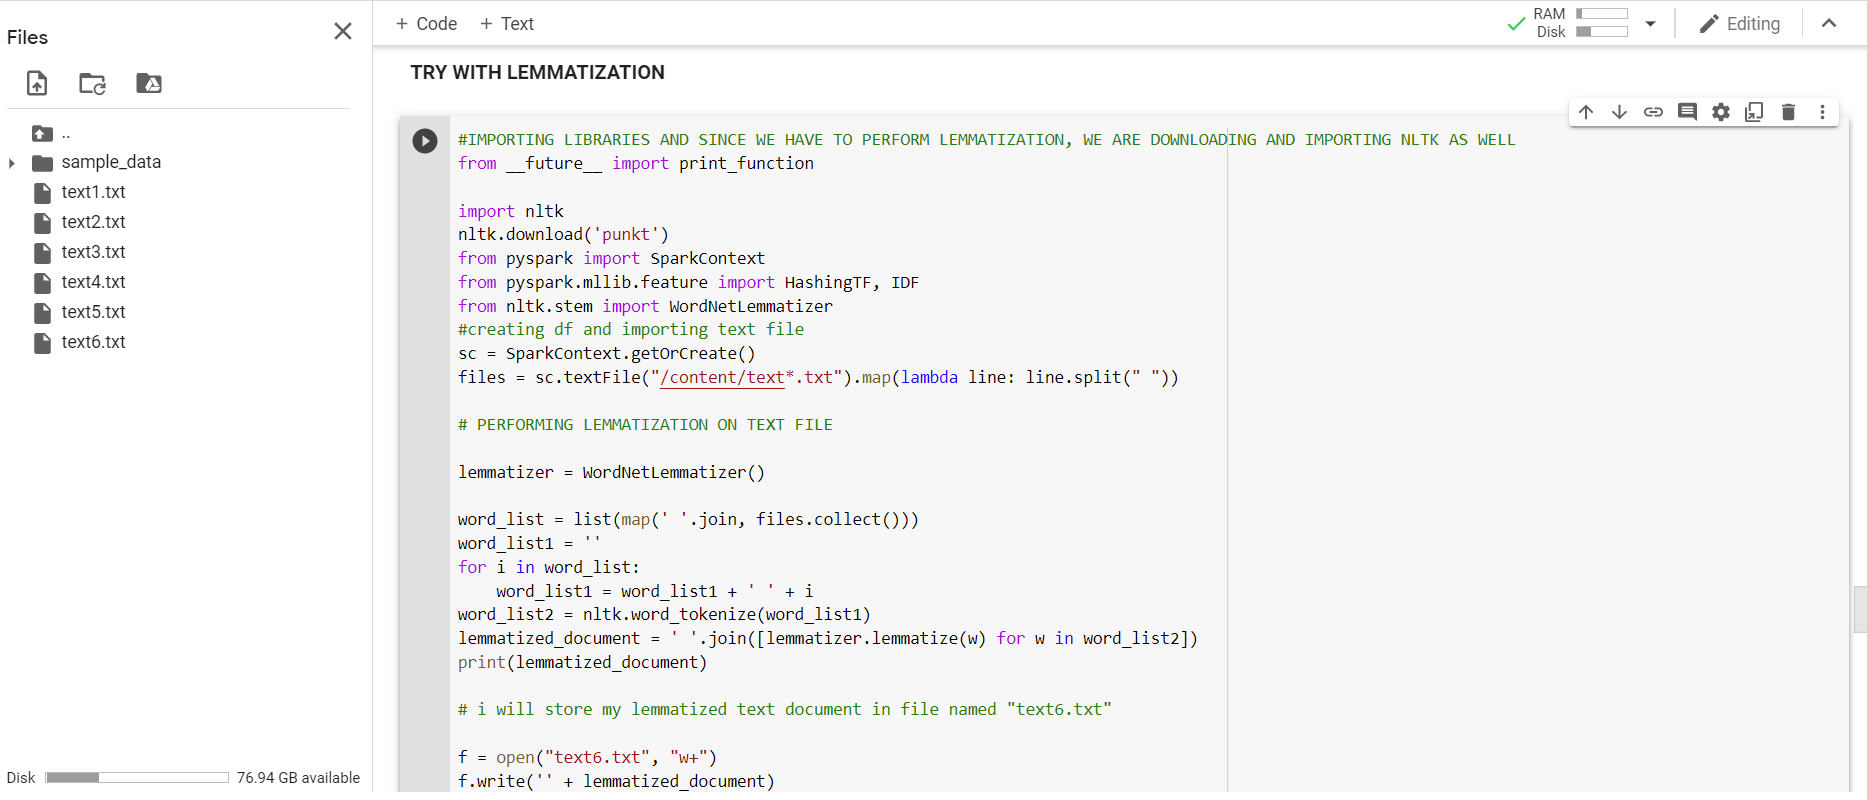 Files
..
sample_data
text1.txt
text2.txt
text3.txt
text4.txt
text5.txt
text6.txt
Disk 76.94 GB available
+ Code + Text
RAM
Disk
Editing
TRY WITH LEMMATIZATION
#IMPORTING LIBRARIES AND SINCE WE HAVE TO PERFORM LEMMATIZATION, WE ARE DOWNLOADING AND IMPORTING NLTK AS WELL
from __future__ import print_function
import nltk
nltk.download('punkt')
from pyspark import SparkContext
from pyspark.mllib.feature import HashingTF, IDF
from nltk.stem import WordNetLemmatizer
#creating df and importing text file
sc = SparkContext.getOrCreate()
files = sc.textFile("/content/text*.txt").map(lambda line: line.split(" "))
# PERFORMING LEMMATIZATION ON TEXT FILE
lemmatizer = WordNetLemmatizer()
word_list = list(map(' '.join, files.collect()))
word_list1 = ''
for i in word_list:
    word_list1 = word_list1 + ' ' + i
word_list2 = nltk.word_tokenize(word_list1)
lemmatized_document = ' '.join([lemmatizer.lemmatize(w) for w in word_list2])
print(lemmatized_document)
# i will store my lemmatized text document in file named "text6.txt"
f = open("text6.txt", "w+")
f.write('' + lemmatized_document)